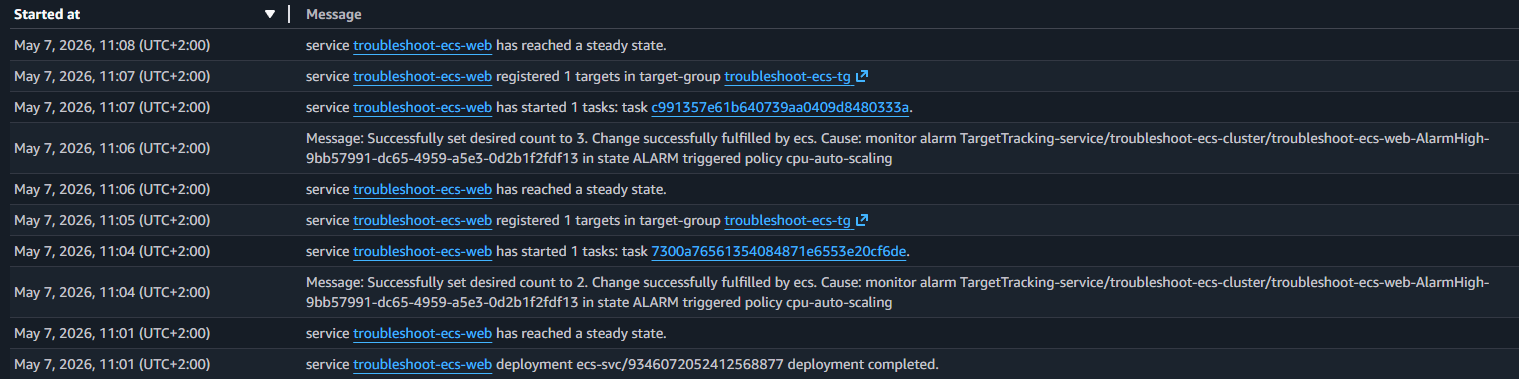 Started at Message
May 7, 2026, 11:08 (UTC+2:00) service troubleshoot-ecs-web has reached a steady state.
May 7, 2026, 11:07 (UTC+2:00) service troubleshoot-ecs-web registered 1 targets in target-group troubleshoot-ecs-tg
May 7, 2026, 11:07 (UTC+2:00) service troubleshoot-ecs-web has started 1 tasks: task c991357e61b640739aa0409d8480333a.
May 7, 2026, 11:06 (UTC+2:00) Message: Successfully set desired count to 3. Change successfully fulfilled by ecs. Cause: monitor alarm TargetTracking-service/troubleshoot-ecs-cluster/troubleshoot-ecs-web-AlarmHigh-
9bb57991-dc65-4959-a5e3-0d2b1f2fdf13 in state ALARM triggered policy cpu-auto-scaling
May 7, 2026, 11:06 (UTC+2:00) service troubleshoot-ecs-web has reached a steady state.
May 7, 2026, 11:05 (UTC+2:00) service troubleshoot-ecs-web registered 1 targets in target-group troubleshoot-ecs-tg
May 7, 2026, 11:04 (UTC+2:00) service troubleshoot-ecs-web has started 1 tasks: task 7300a76561354084871e6553e20cf6de.
May 7, 2026, 11:04 (UTC+2:00) Message: Successfully set desired count to 2. Change successfully fulfilled by ecs. Cause: monitor alarm TargetTracking-service/troubleshoot-ecs-cluster/troubleshoot-ecs-web-AlarmHigh-
9bb57991-dc65-4959-a5e3-0d2b1f2fdf13 in state ALARM triggered policy cpu-auto-scaling
May 7, 2026, 11:01 (UTC+2:00) service troubleshoot-ecs-web has reached a steady state.
May 7, 2026, 11:01 (UTC+2:00) service troubleshoot-ecs-web deployment ecs-svc/9346072052412568877 deployment completed.